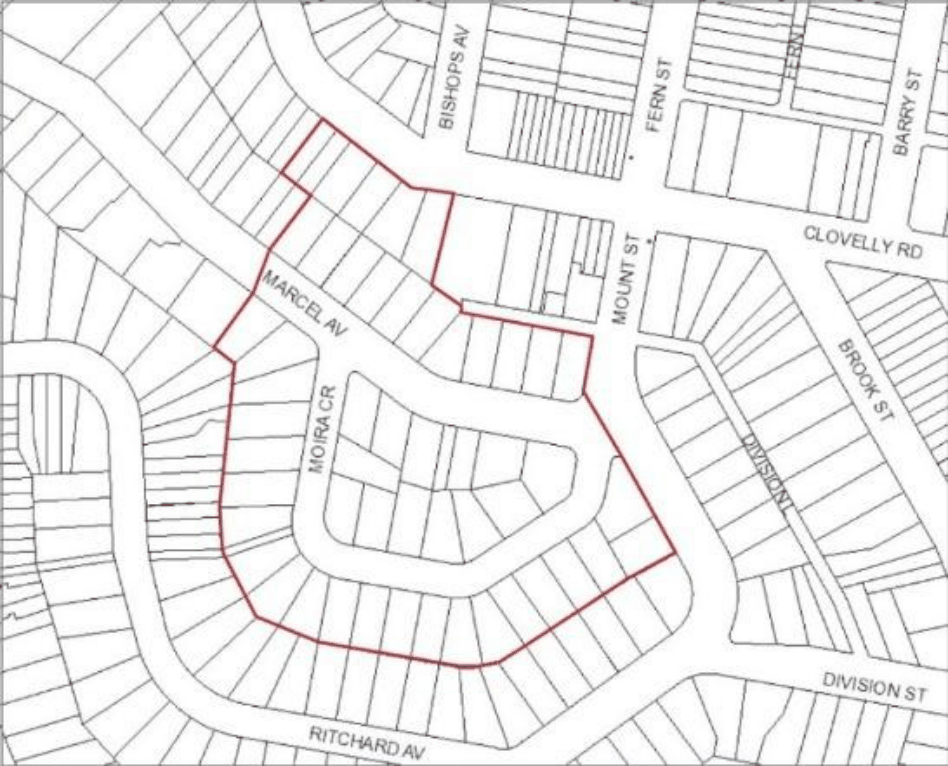 BISHOPS AV
FERN ST
FERN
BARRY ST
CLOVELLY RD
MOUNT ST
MARCEL AV
BROOK ST
MOIRA CR
DIVISION
DIVISION ST
RITCHARD AV